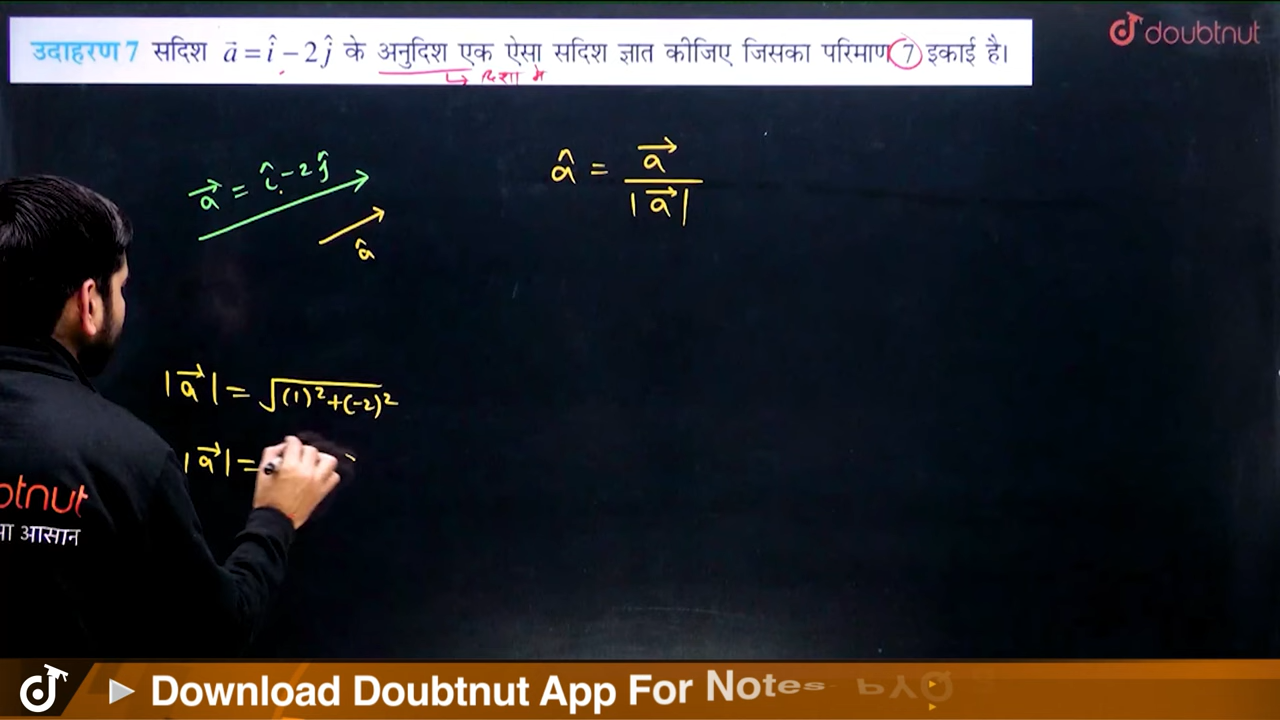 उदाहरण 7 सदिश a⃗ = î – 2ĵ के अनुदिश एक ऐसा सदिश ज्ञात कीजिए जिसका परिमाण 7 इकाई है।
↳ दिशा में
doubtnut
a⃗ = î - 2ĵ
â
â = a⃗ / |a⃗|
|a⃗| = √(1)² + (-2)²
|a⃗| =
otnut
आसान
Download Doubtnut App For Notes